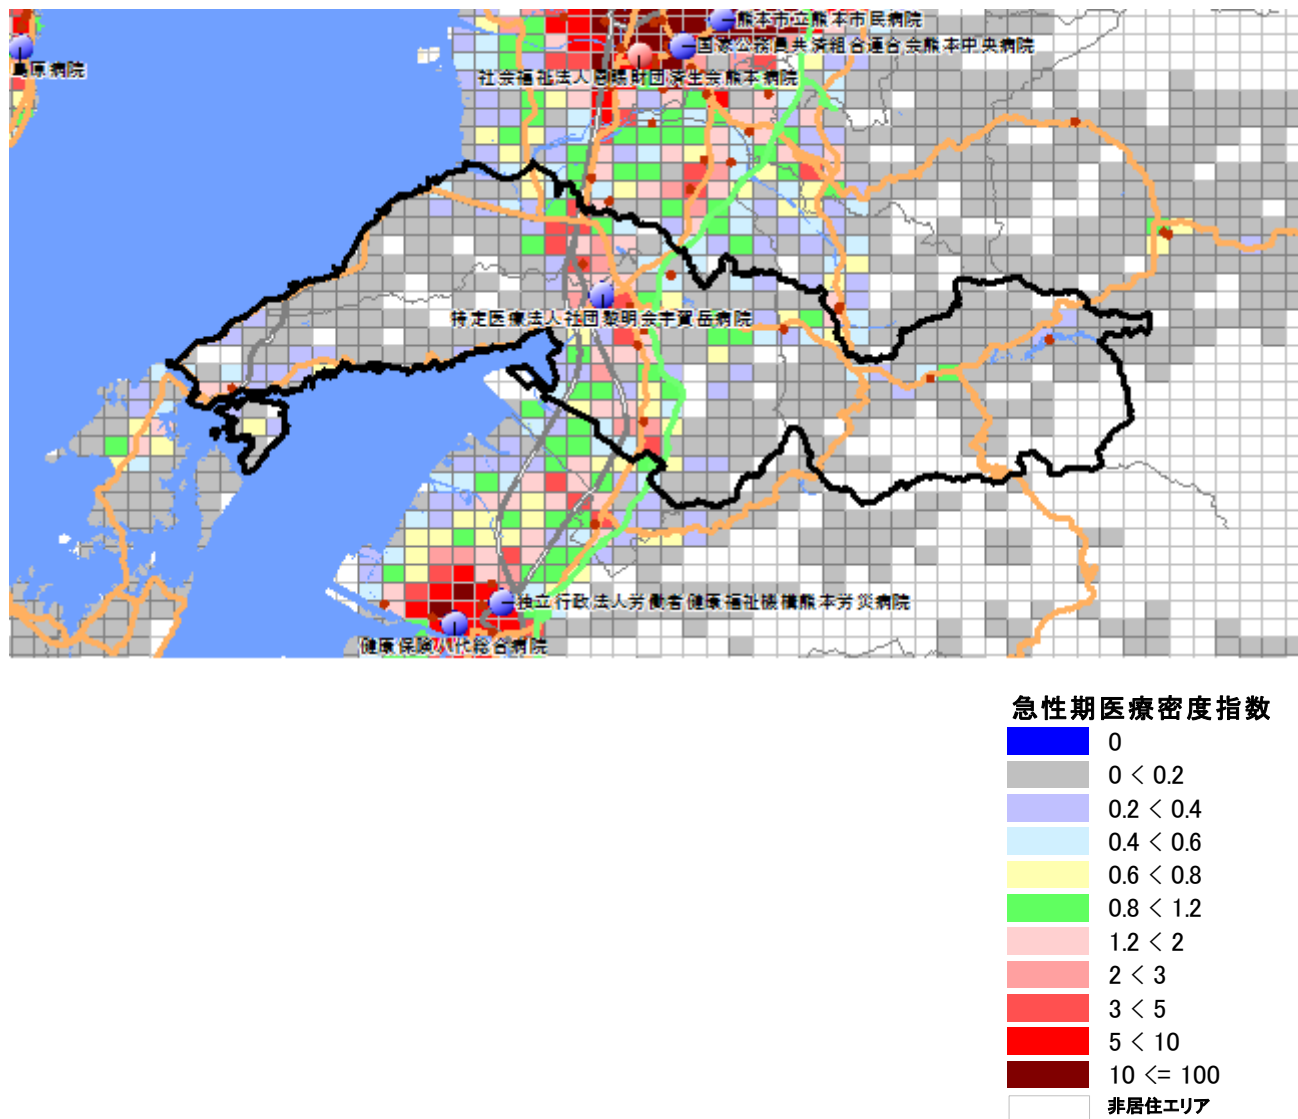 熊本市立熊本市民病院
国家公務員共済組合連合会熊本中央病院
島原病院
社会福祉法人恩賜財団済生会熊本病院
特定医療法人社団黎明会宇賀岳病院
独立行政法人労働者健康福祉機構熊本労災病院
健康保険八代総合病院
急性期医療密度指数
0
0 < 0.2
0.2 < 0.4
0.4 < 0.6
0.6 < 0.8
0.8 < 1.2
1.2 < 2
2 < 3
3 < 5
5 < 10
10 <= 100
非居住エリア